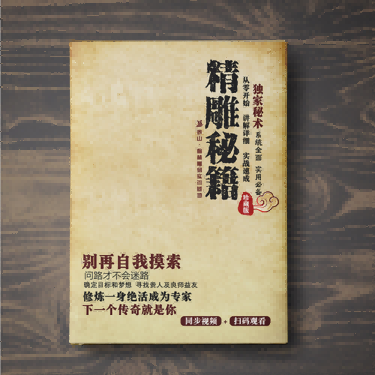 精雕秘籍
独家秘术 系统全面 实用必备
从零开始 讲解详细 实战速成
珍藏版
别再自我摸索
问路才不会迷路
确定目标和梦想 寻找贵人及良师益友
修炼一身绝活成为专家
下一个传奇就是你
同步视频 + 扫码观看